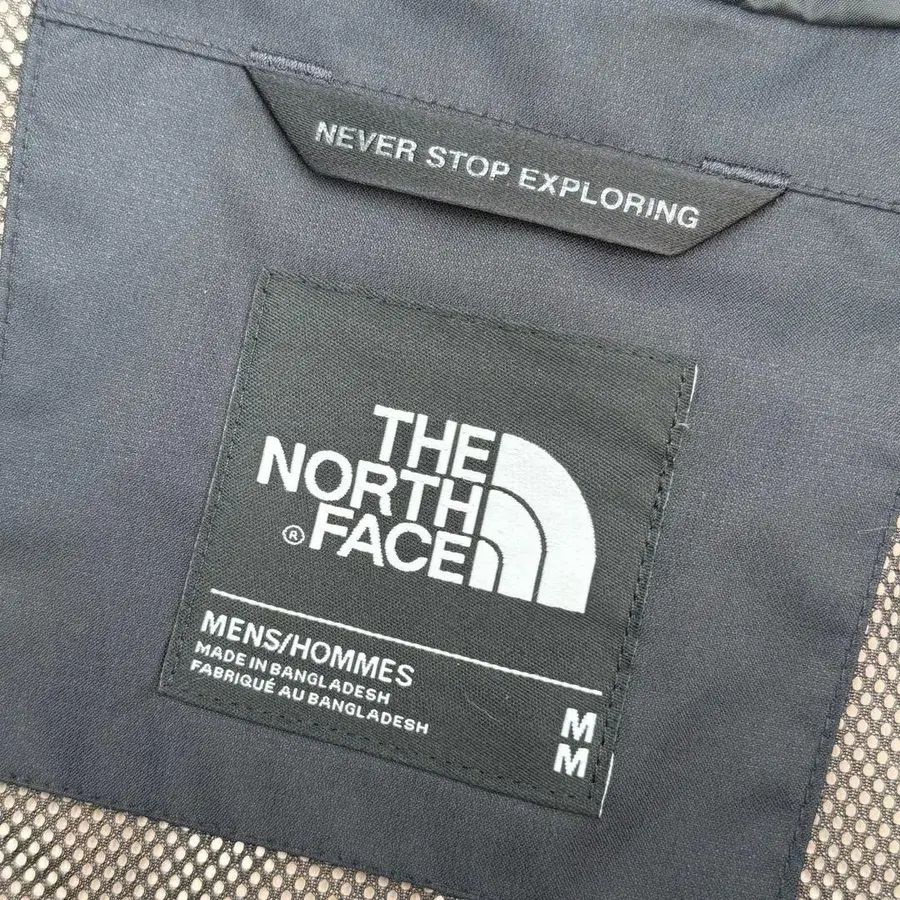 NEVER STOP EXPLORING
THE
NORTH
® FACE
MENS/HOMMES
MADE IN BANGLADESH
FABRIQUÉ AU BANGLADESH
M
M